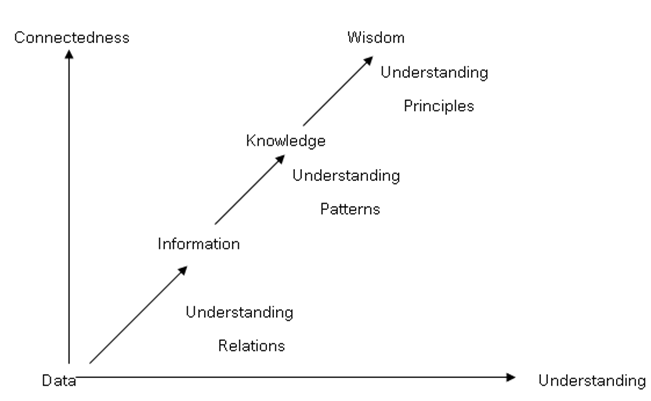 Connectedness
Wisdom
Understanding
Principles
Knowledge
Understanding
Patterns
Information
Understanding
Relations
Data
Understanding